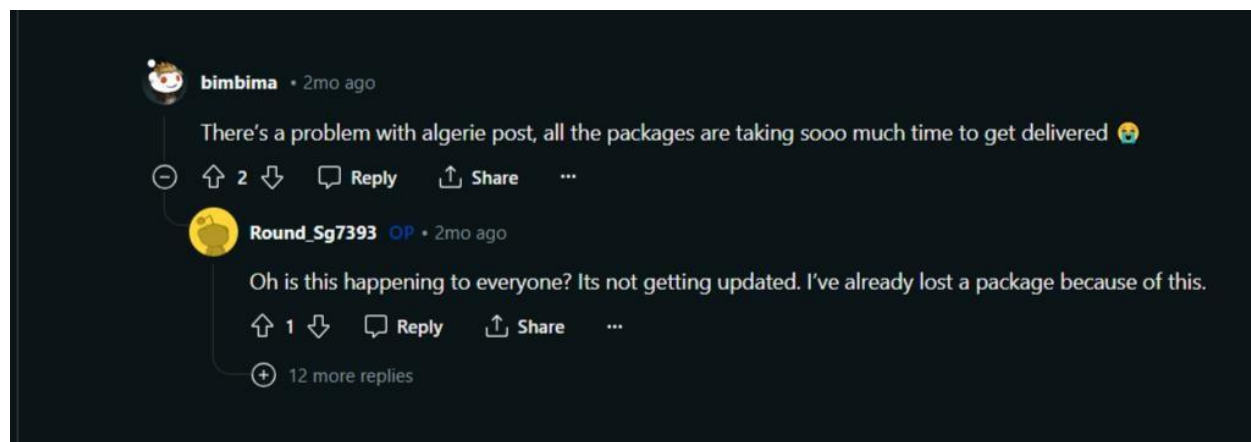 bimbima • 2mo ago
There's a problem with algerie post, all the packages are taking sooo much time to get delivered 😭
2 Reply Share ...
Round_Sg7393 OP • 2mo ago
Oh is this happening to everyone? Its not getting updated. I've already lost a package because of this.
1 Reply Share ...
12 more replies